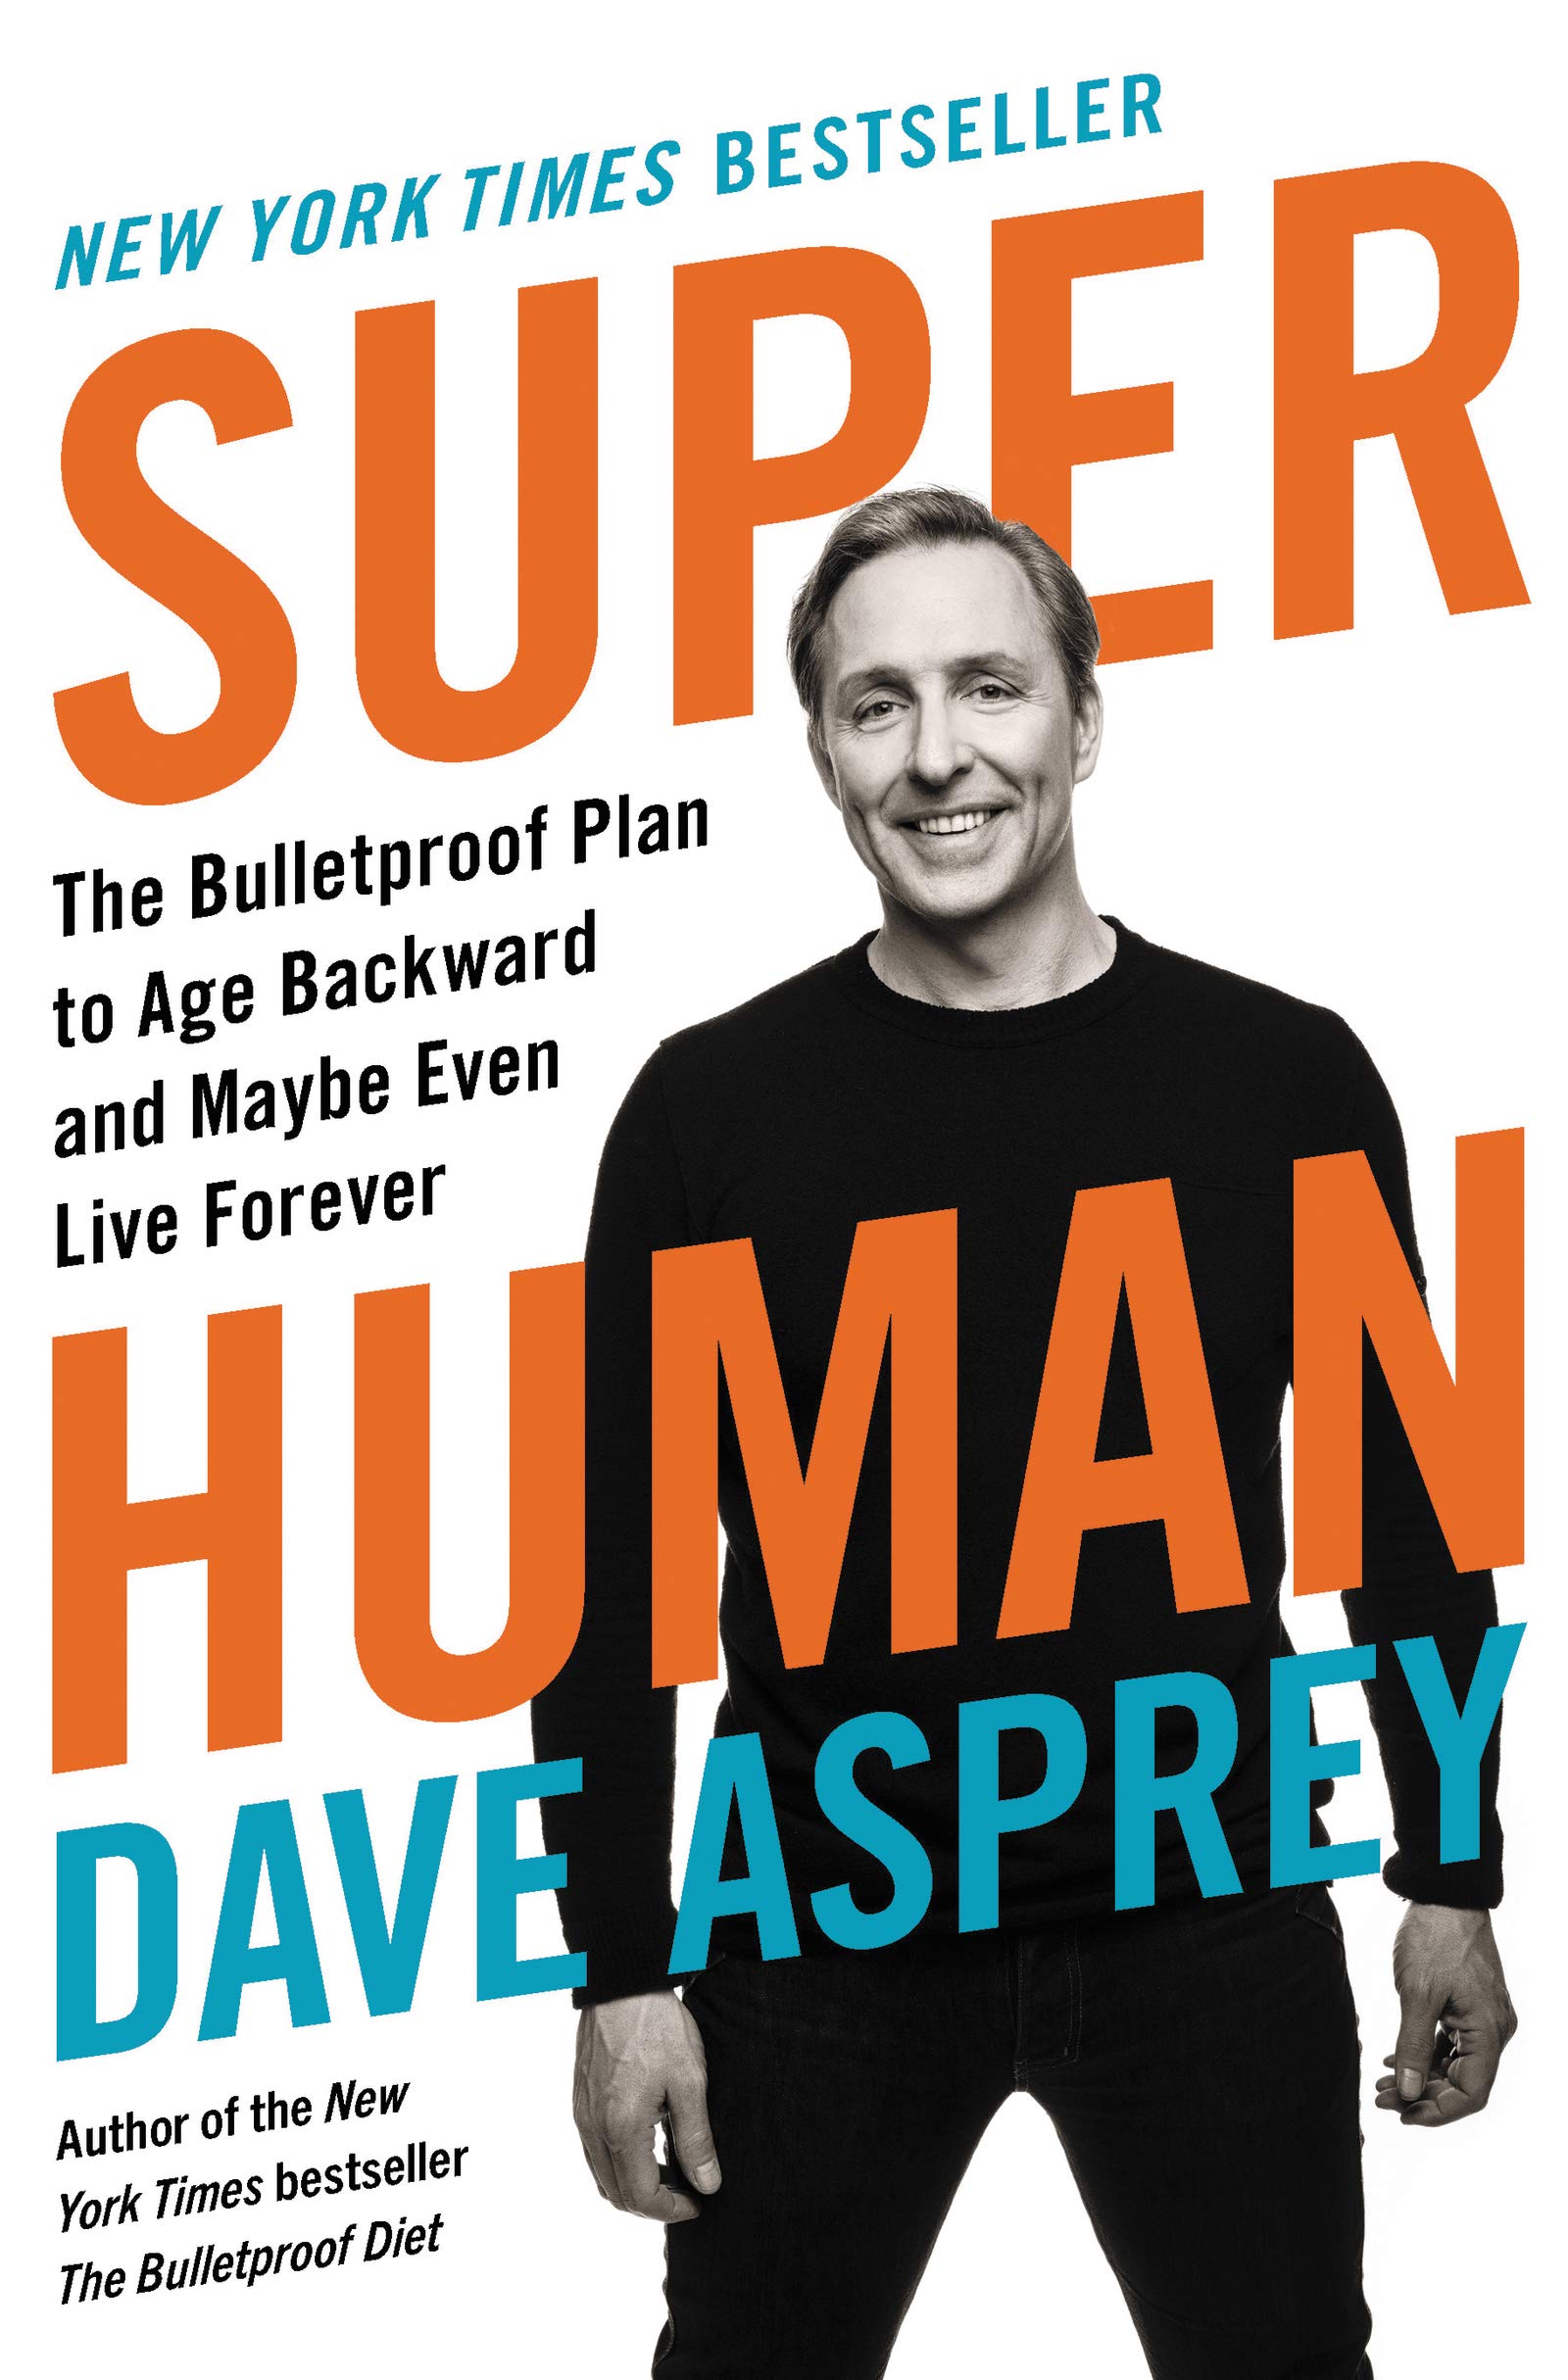 NEW YORK TIMES BESTSELLER
SUPER
The Bulletproof Plan
to Age Backward
and Maybe Even
Live Forever
HUMAN
DAVE ASPREY
Author of the New
York Times bestseller
The Bulletproof Diet